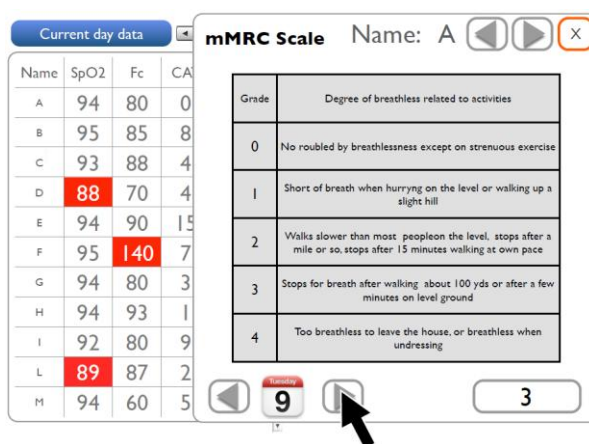 Current day data
Name SpO2 Fc CA
A 94 80 0
B 95 85 8
C 93 88 4
D 88 70 4
E 94 90 15
F 95 140 7
G 94 80 3
H 94 93 1
I 92 80 9
L 89 87 2
M 94 60 5
mMRC Scale Name: A X
Grade Degree of breathless related to activities
0 No roubled by breathlessness except on strenuous exercise
1 Short of breath when hurryng on the level or walking up a
slight hill
2 Walks slower than most peopleon the level, stops after a
mile or so, stops after 15 minutes walking at own pace
3 Stops for breath after walking about 100 yds or after a few
minutes on level ground
4 Too breathless to leave the house, or breathless when
undressing
Tuesday
9
3